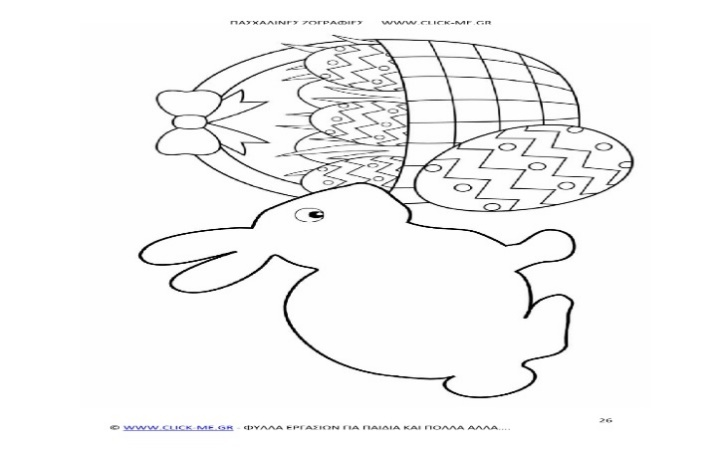 ΠΑΣΧΑΛΙΝΕΣ ΖΩΓΡΑΦΙΕΣ WWW.CLICK-ME.GR
26
© WWW.CLICK-ME.GR - ΦΥΛΛΑ ΕΡΓΑΣΙΩΝ ΓΙΑ ΠΑΙΔΙΑ ΚΑΙ ΠΟΛΛΑ ΑΛΛΑ....